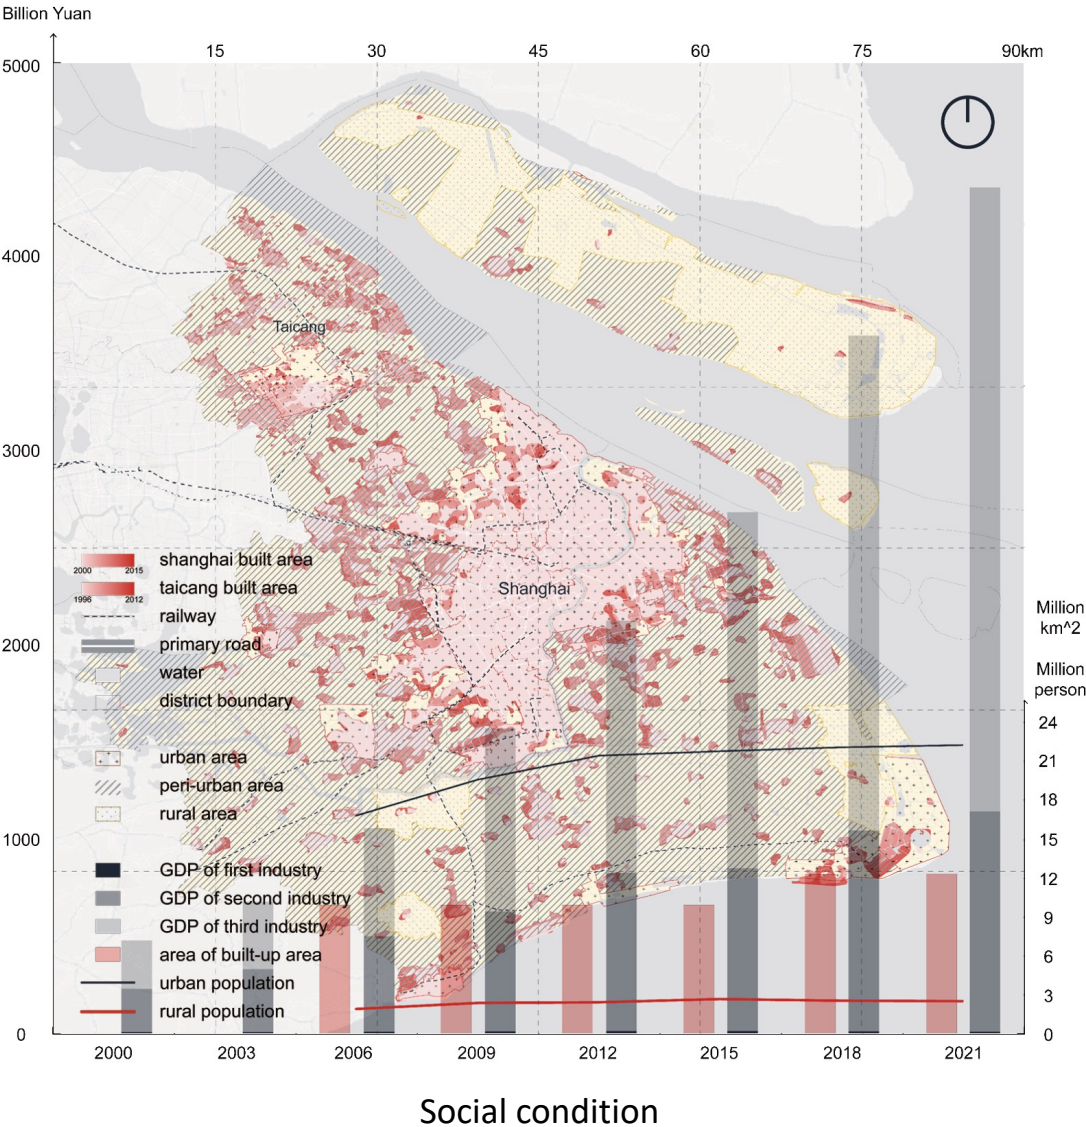 Billion Yuan
15 30 45 60 75 90km
5000
4000
Taicang
3000
shanghai built area
2000 2015
Shanghai
taicang built area
1996 2012
Million
km^2
railway
2000
primary road
water
Million
person
district boundary
24
urban area
21
peri-urban area
18
rural area
1000
15
GDP of first industry
12
GDP of second industry
9
GDP of third industry
area of built-up area
6
urban population
3
rural population
0
0
2000 2003 2006 2009 2012 2015 2018 2021
Social condition